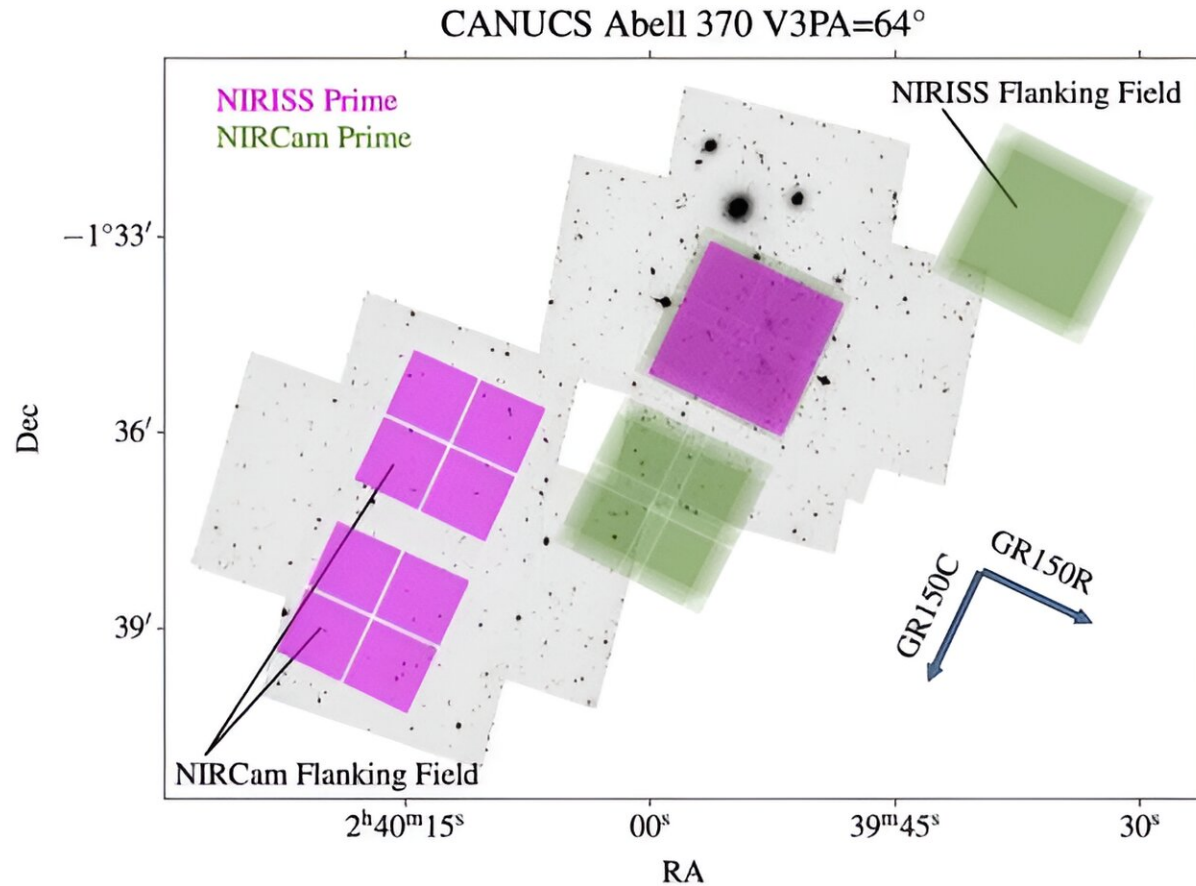 CANUCS Abell 370 V3PA=64°
NIRISS Prime
NIRCam Prime
NIRISS Flanking Field
−1°33′
36′
39′
Dec
GR150C
GR150R
NIRCam Flanking Field
2ʰ40ᵐ15ˢ
00ˢ
39ᵐ45ˢ
30ˢ
RA